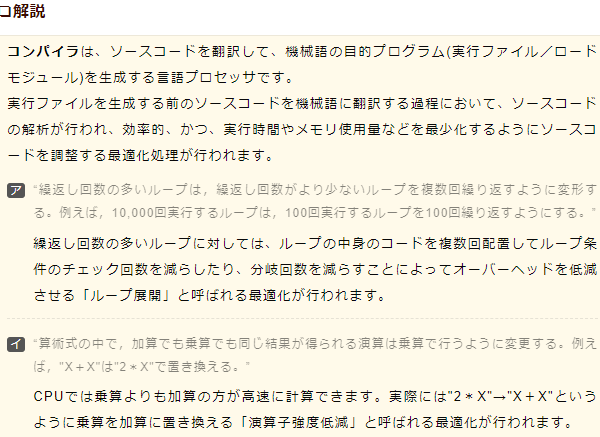 解説
コンパイラは、ソースコードを翻訳して、機械語の目的プログラム(実行ファイル／ロード
モジュール)を生成する言語プロセッサです。
実行ファイルを生成する前のソースコードを機械語に翻訳する過程において、ソースコード
の解析が行われ、効率的、かつ、実行時間やメモリ使用量などを最少化するようにソースコ
ードを調整する最適化処理が行われます。
ア “繰返し回数の多いループは，繰返し回数がより少ないループを複数回繰り返すように変形す
る。例えば，10,000回実行するループは，100回実行するループを100回繰り返すようにする。”
繰返し回数の多いループに対しては、ループの中身のコードを複数回配置してループ条
件のチェック回数を減らしたり、分岐回数を減らすことによってオーバーヘッドを低減
させる「ループ展開」と呼ばれる最適化が行われます。
イ “算術式の中で，加算でも乗算でも同じ結果が得られる演算は乗算で行うように変更する。例え
ば，"X＋X"は"2＊X"で置き換える。”
CPUでは乗算よりも加算の方が高速に計算できます。実際には"2＊X"→"X＋X"という
ように乗算を加算に置き換える「演算子強度低減」と呼ばれる最適化が行われます。